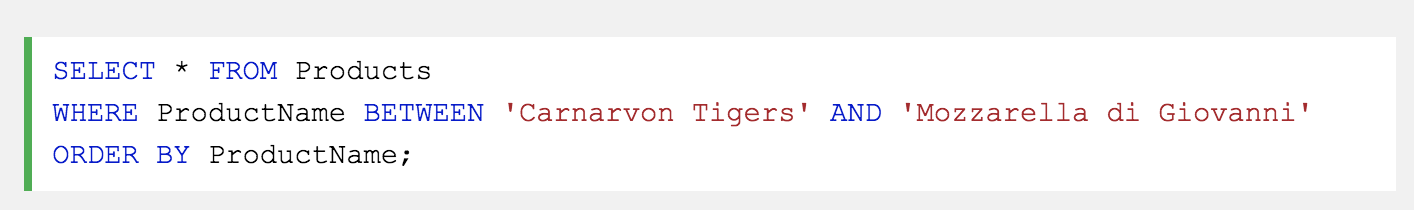 SELECT * FROM Products
WHERE ProductName BETWEEN 'Carnarvon Tigers' AND 'Mozzarella di Giovanni'
ORDER BY ProductName;